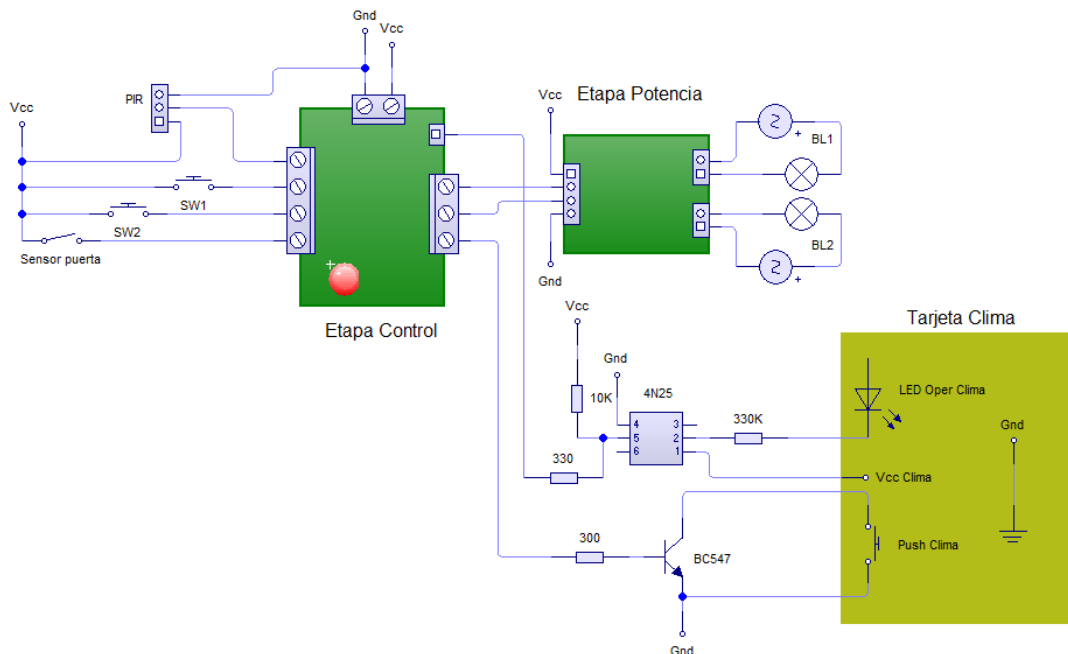 Gnd
Vcc
PIR
Vcc
SW1
SW2
Sensor puerta
Etapa Control
Etapa Potencia
Vcc
BL1
BL2
Gnd
+
+
+ +
Vcc
Gnd
4N25
10K
4 3
5 2
6 1
330K
330
300
BC547
Gnd
Tarjeta Clima
LED Oper Clima
Gnd
Vcc Clima
Push Clima